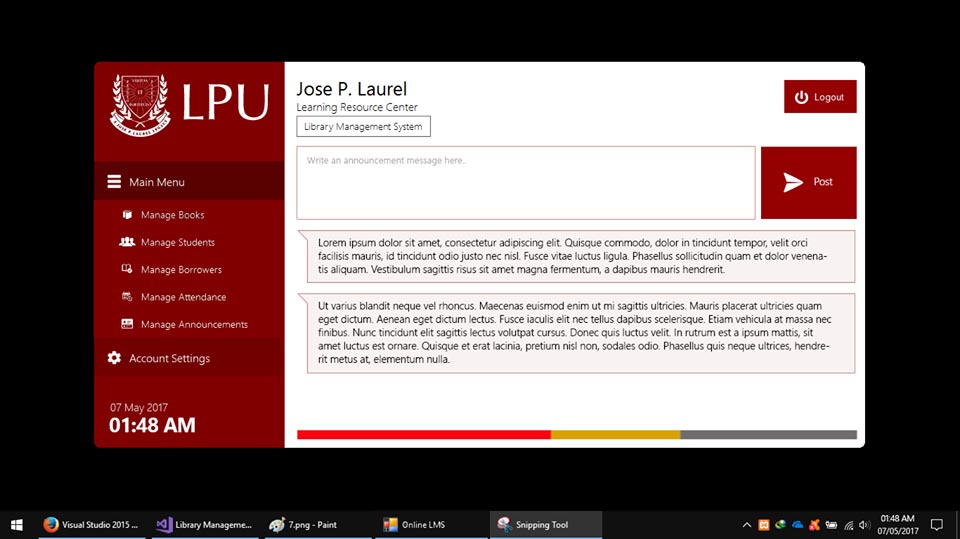 VERITAS
ET
FORTITUDO
LPU
Main Menu
Manage Books
Manage Students
Manage Borrowers
Manage Attendance
Manage Announcements
Account Settings
07 May 2017
01:48 AM
Jose P. Laurel
Learning Resource Center
Library Management System
Logout
Write an announcement message here..
Post
Lorem ipsum dolor sit amet, consectetur adipiscing elit. Quisque commodo, dolor in tincidunt tempor, velit orci
facilisis mauris, id tincidunt odio justo nec nisl. Fusce vitae luctus ligula. Phasellus sollicitudin quam et dolor venena-
tis aliquam. Vestibulum sagittis risus sit amet magna fermentum, a dapibus mauris hendrerit.
Ut varius blandit neque vel rhoncus. Maecenas euismod enim ut mi sagittis ultricies. Mauris placerat ultricies quam
eget dictum. Aenean eget dictum lectus. Fusce iaculis elit nec tellus dapibus scelerisque. Etiam vehicula at massa nec
finibus. Nunc tincidunt elit sagittis lectus volutpat cursus. Donec quis luctus velit. In rutrum est a ipsum mattis, sit
amet luctus est ornare. Quisque et erat lacinia, pretium nisl non, sodales odio. Phasellus quis neque ultrices, hendre-
rit metus at, elementum nulla.
Visual Studio 2015 ...
Library Manageme...
7.png - Paint
Online LMS
Snipping Tool
01:48 AM
07/05/2017